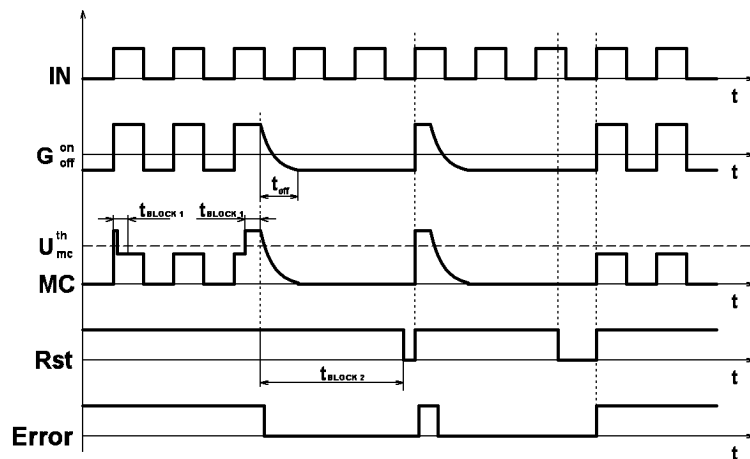 IN
t
G on off
t
t off
t BLOCK 1
t BLOCK 1
U th mc
MC
t
Rst
t
t BLOCK 2
Error
t